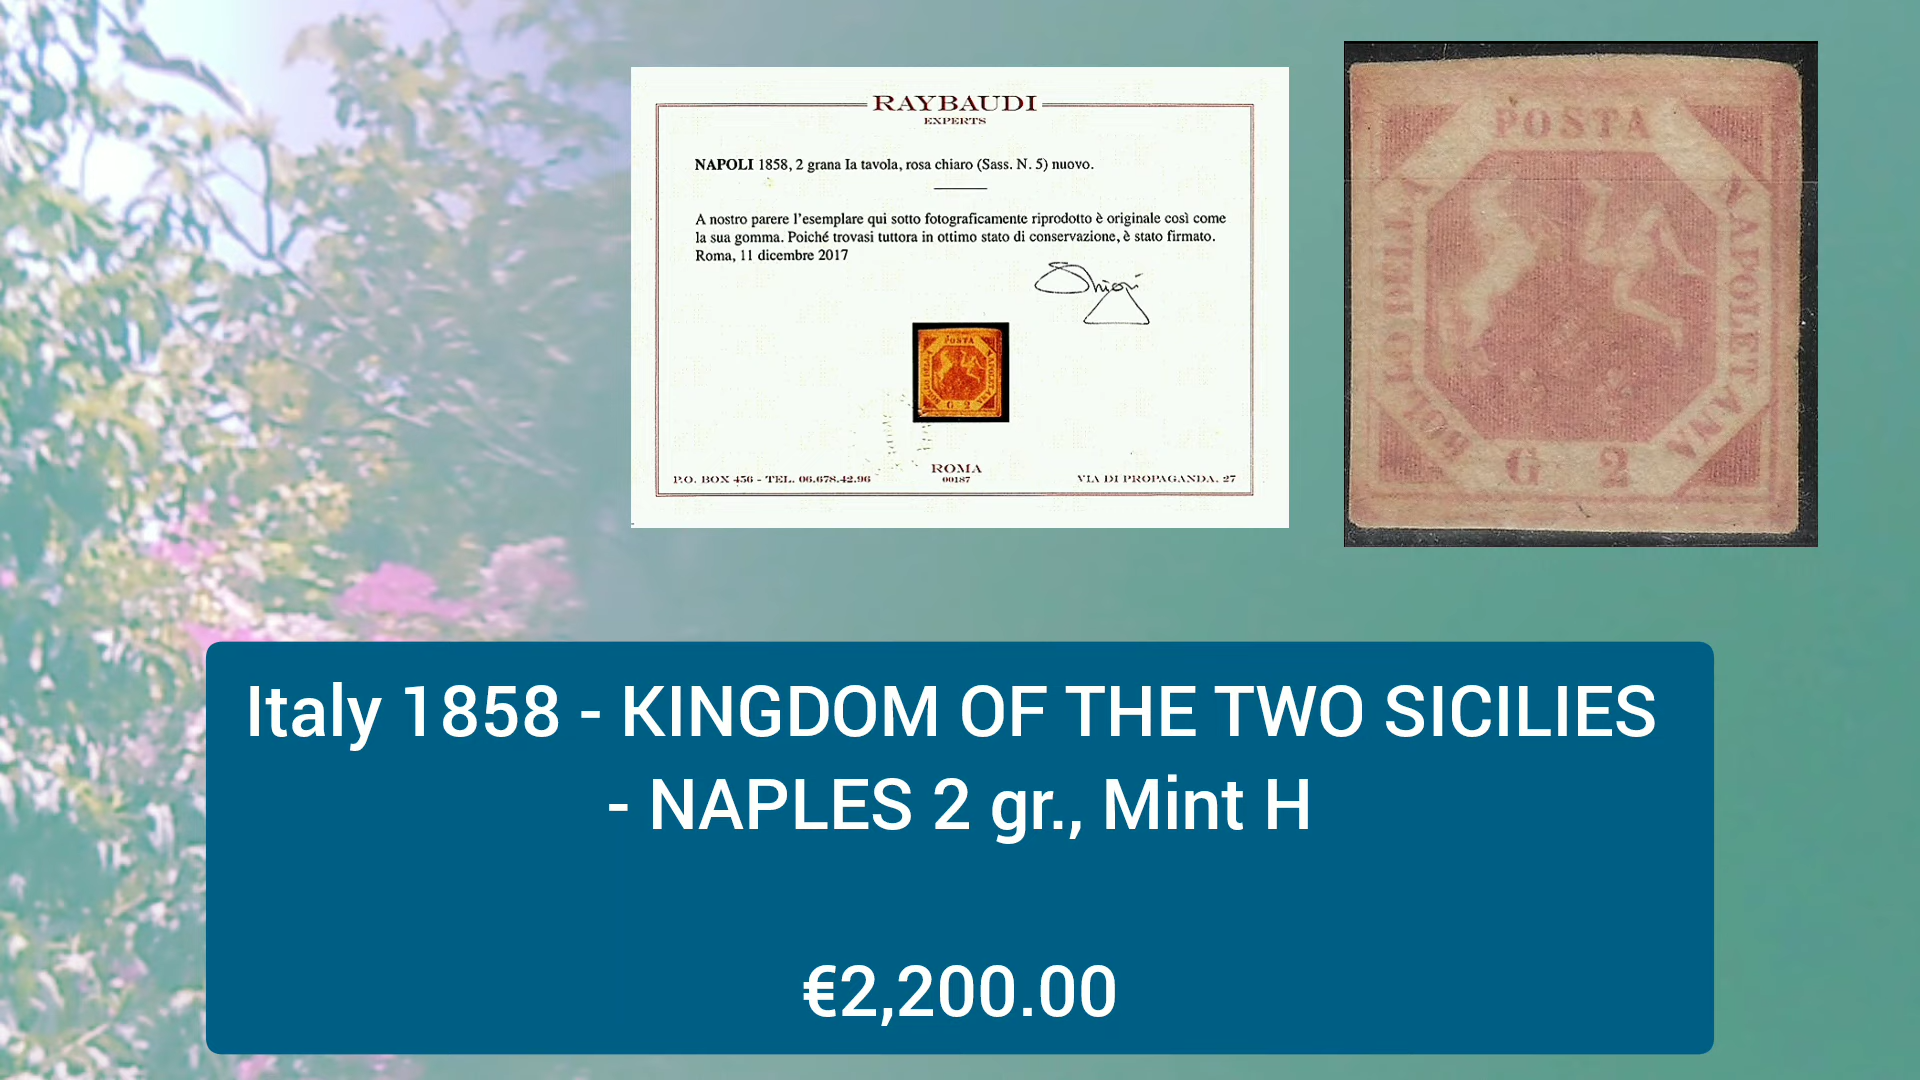 RAYBAUDI
EXPERTS
NAPOLI 1858, 2 grana Ia tavola, rosa chiaro (Sass. N. 5) nuovo.
A nostro parere l'esemplare qui sotto fotograficamente riprodotto è originale così come
la sua gomma. Poiché trovasi tuttora in ottimo stato di conservazione, è stato firmato.
Roma, 11 dicembre 2017
POSTA
NAPOLETANA
G 2
P.O. BOX 456 - TEL. 06.678.42.96
ROMA
00187
VIA DI PROPAGANDA, 27
POSTA
NAPOLETANA
G 2
BOLLO DELLA
Italy 1858 - KINGDOM OF THE TWO SICILIES
- NAPLES 2 gr., Mint H
€2,200.00